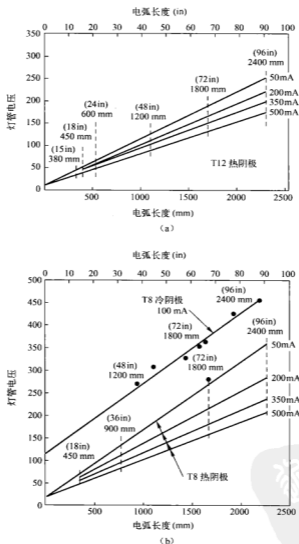 电弧长度 (in)
0 10 20 30 40 50 60 70 80 90 100
350
300
250
200
150
100
50
0
灯管电压
(15in)
380 mm
(18in)
450 mm
(24in)
600 mm
(48in)
1200 mm
(72in)
1800 mm
(96in)
2400 mm
50mA
200mA
350mA
500mA
T12 热阴极
500 1000 1500 2000 2500
电弧长度 (mm)
(a)
电弧长度 (in)
0 10 20 30 40 50 60 70 80 90 100
500
450
400
350
300
250
200
150
100
50
0
灯管电压
T8 冷阴极
100 mA
(96in)
2400 mm
(72in)
1800 mm
(48in)
1200 mm
(72in)
1800 mm
(96in)
2400 mm
50mA
(36in)
900 mm
(18in)
450 mm
200mA
350mA
500mA
T8 热阴极
500 1000 1500 2000 2500
电弧长度 (mm)
(b)